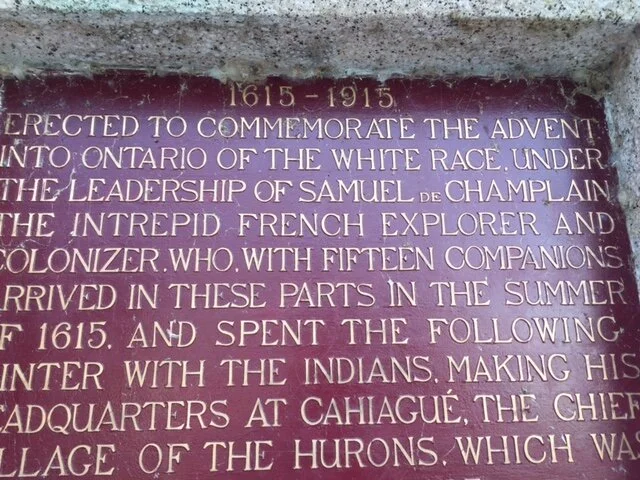 1615 - 1915
ERECTED TO COMMEMORATE THE ADVENT
INTO ONTARIO OF THE WHITE RACE, UNDER
THE LEADERSHIP OF SAMUEL DE CHAMPLAIN
THE INTREPID FRENCH EXPLORER AND
COLONIZER, WHO, WITH FIFTEEN COMPANIONS
ARRIVED IN THESE PARTS IN THE SUMMER
OF 1615, AND SPENT THE FOLLOWING
INTER WITH THE INDIANS, MAKING HIS
EADQUARTERS AT CAHIAGUÉ, THE CHIEF
ILLAGE OF THE HURONS, WHICH WAS